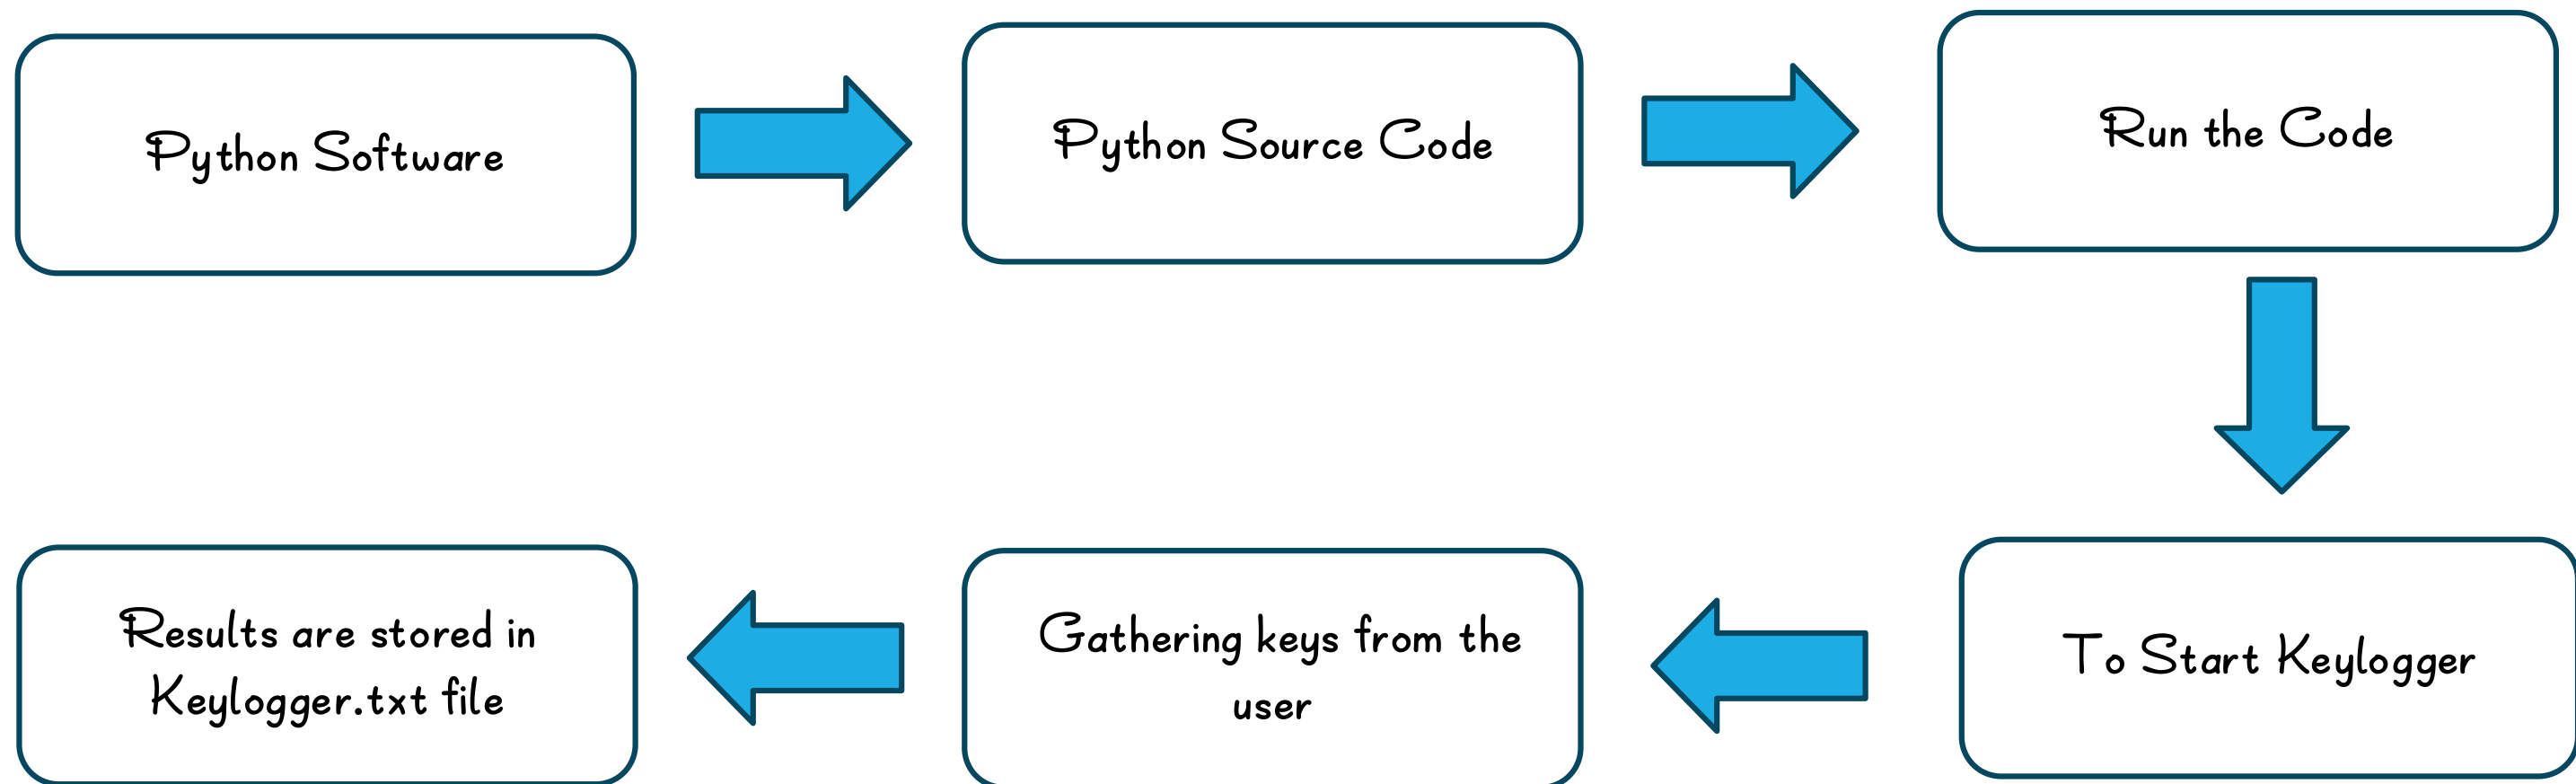 Python Software
Python Source Code
Run the Code
To Start Keylogger
Gathering keys from the
user
Results are stored in
Keylogger.txt file